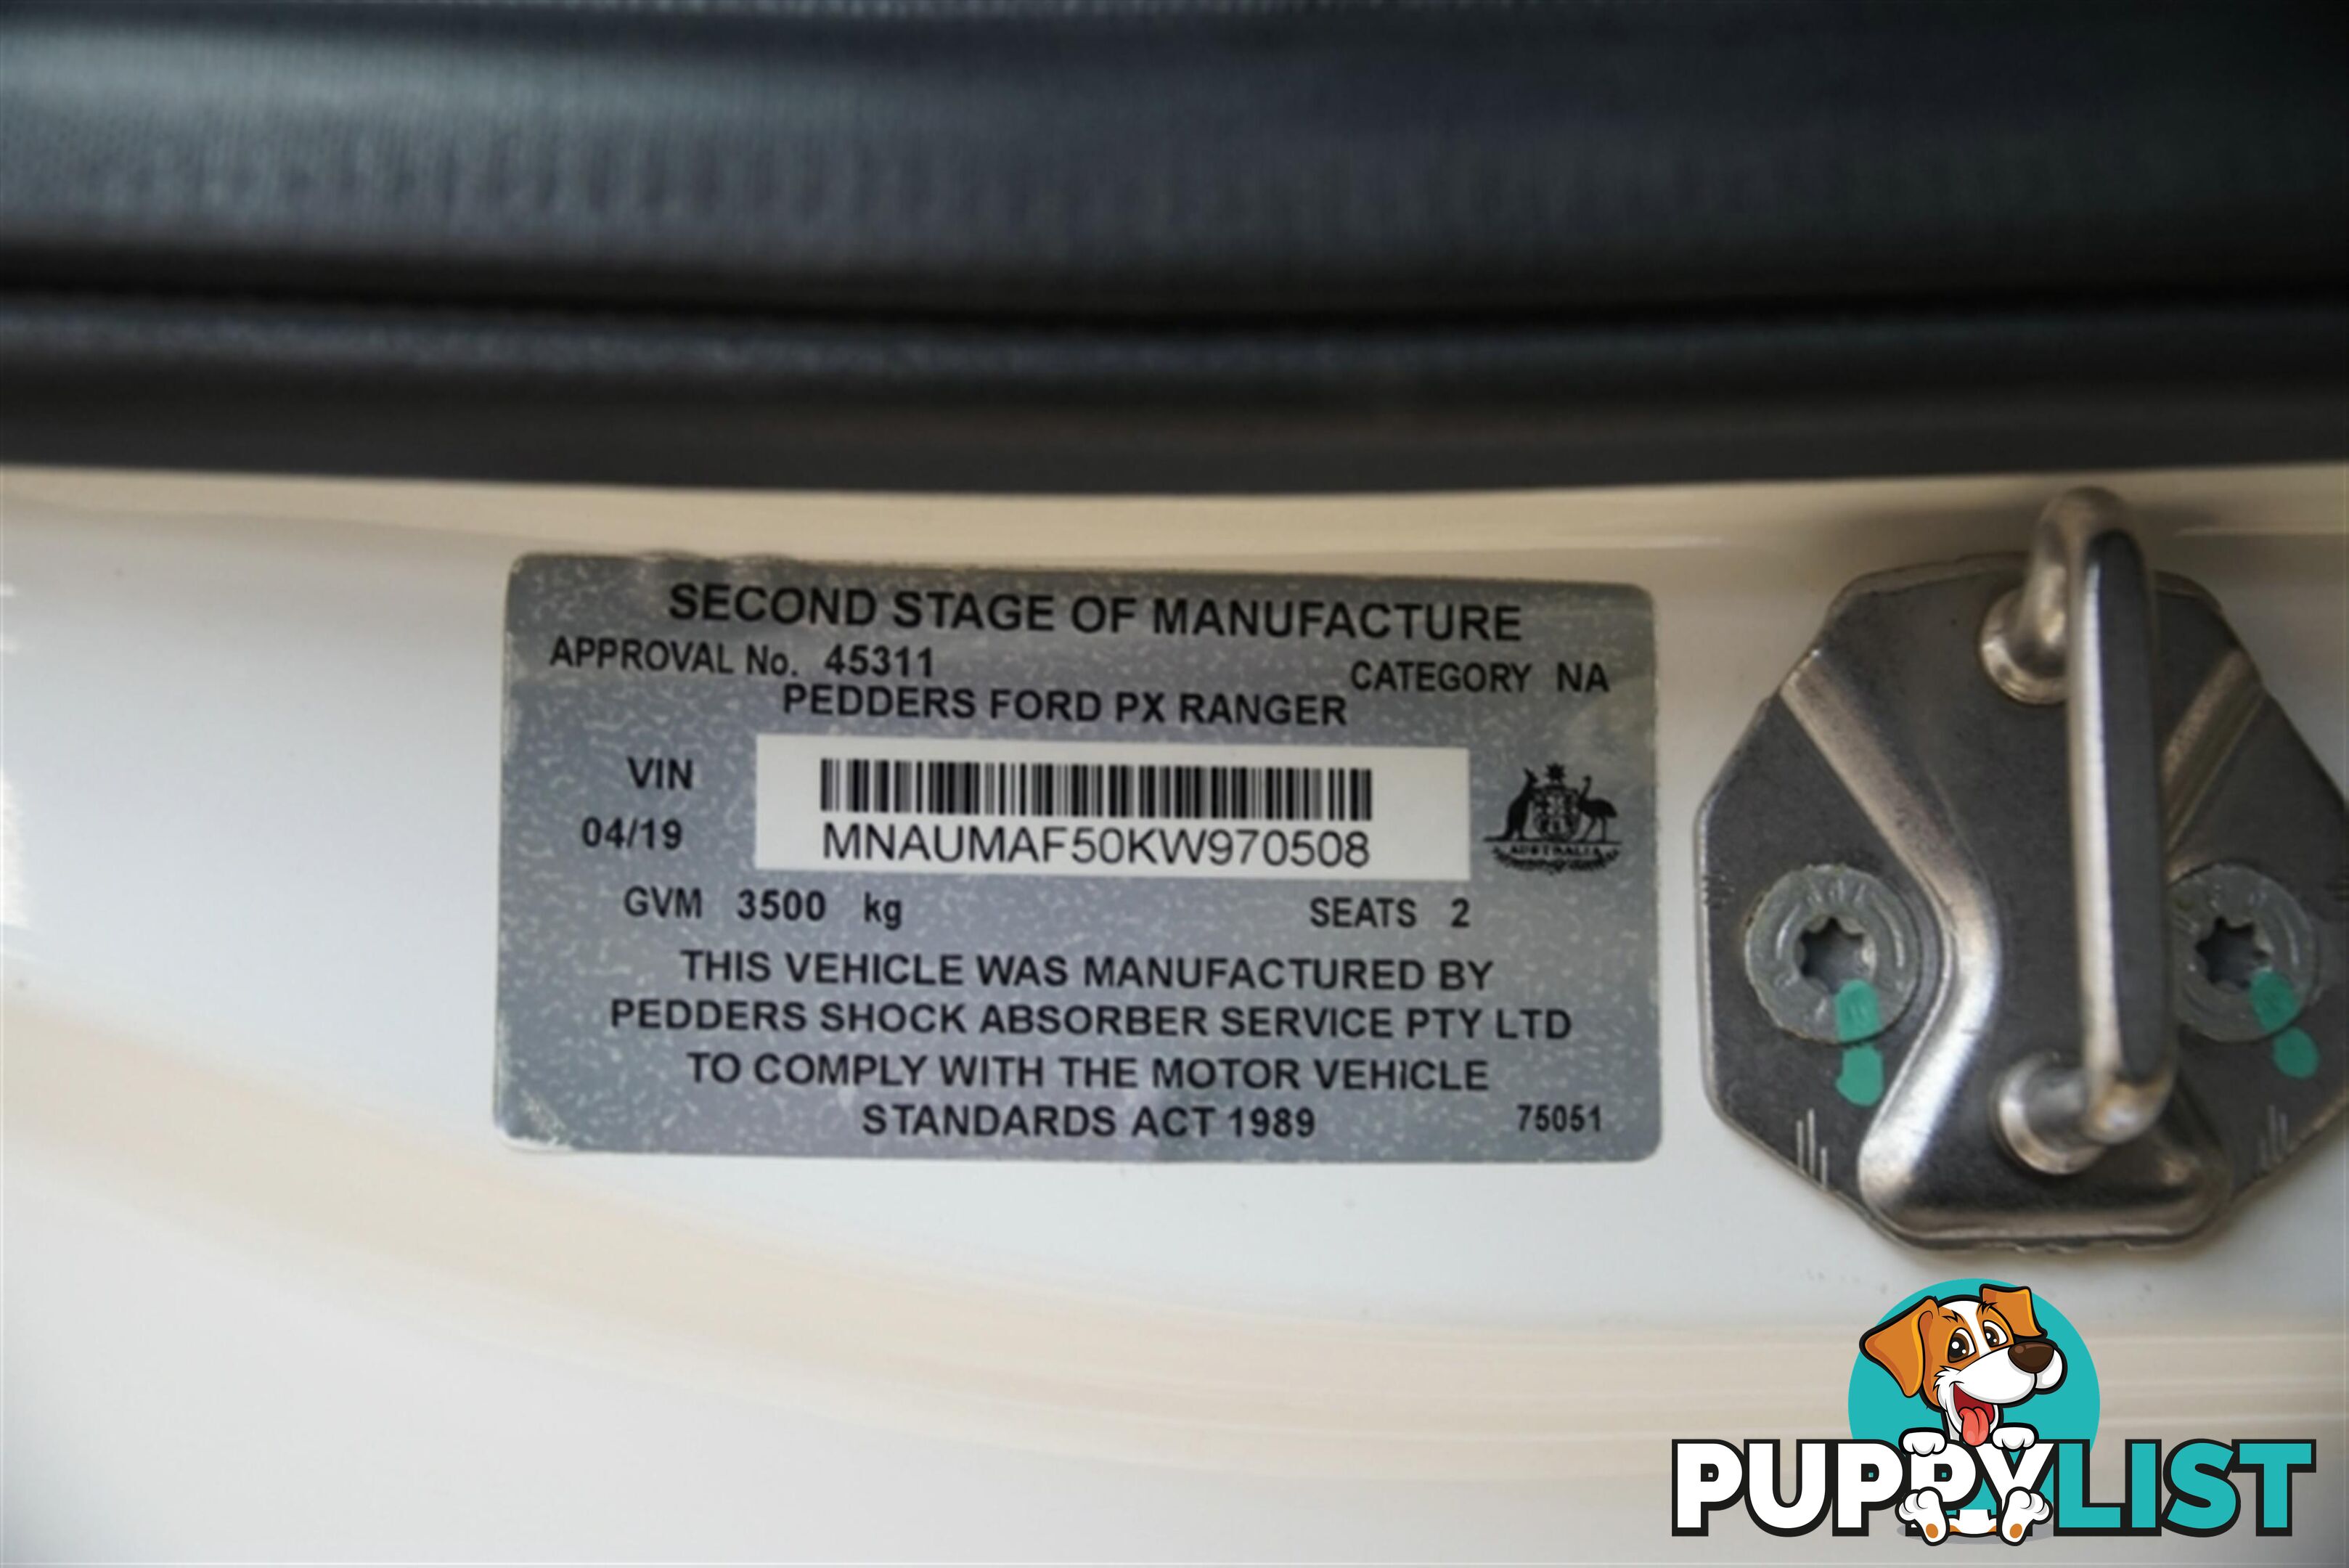 SECOND STAGE OF MANUFACTURE
APPROVAL No. 45311 CATEGORY NA
PEDDERS FORD PX RANGER
VIN
04/19
MNAUMAF50KW970508
AUSTRALIA
GVM 3500 kg SEATS 2
THIS VEHICLE WAS MANUFACTURED BY
PEDDERS SHOCK ABSORBER SERVICE PTY LTD
TO COMPLY WITH THE MOTOR VEHICLE
STANDARDS ACT 1989 75051
PUPPYLIST